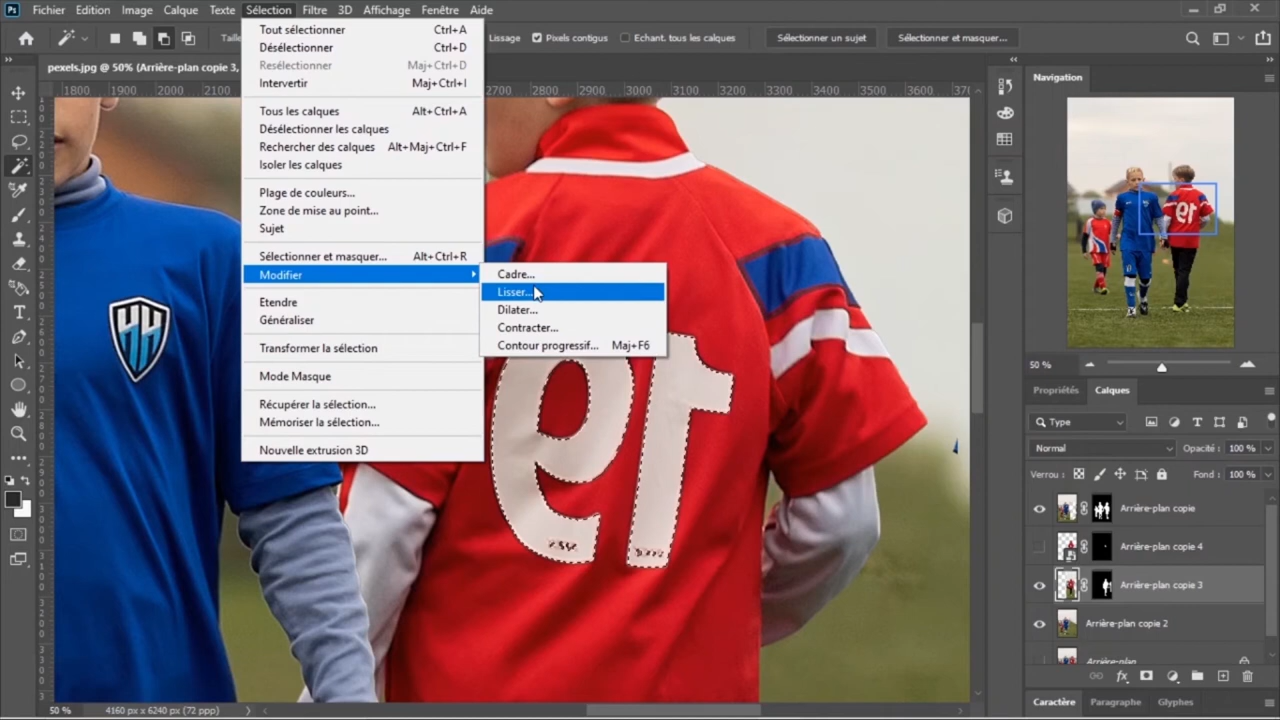 Ps Fichier Edition Image Calque Texte Sélection Filtre 3D Affichage Fenêtre Aide
Taille
Lissage Pixels contigus Echant. tous les calques Sélectionner un sujet Sélectionner et masquer...
pexels.jpg @ 50% (Arrière-plan copie 3,
1800 1900 2000 2100 2700 2800 2900 3000 3100 3200 3300 3400 3500 3600
Tout sélectionner Ctrl+A
Désélectionner Ctrl+D
Resélectionner Maj+Ctrl+D
Intervertir Maj+Ctrl+I
Tous les calques Alt+Ctrl+A
Désélectionner les calques
Rechercher des calques Alt+Maj+Ctrl+F
Isoler les calques
Plage de couleurs...
Zone de mise au point...
Sujet
Sélectionner et masquer... Alt+Ctrl+R
Modifier
Etendre
Généraliser
Transformer la sélection
Mode Masque
Récupérer la sélection...
Mémoriser la sélection...
Nouvelle extrusion 3D
Cadre...
Lisser...
Dilater...
Contracter...
Contour progressif... Maj+F6
19
Navigation
50 %
Propriétés Calques
Type
Normal Opacité : 100 %
Verrou : Fond : 100 %
Arrière-plan copie
Arrière-plan copie 4
Arrière-plan copie 3
Arrière-plan copie 2
Arrière-plan
fx
Caractère Paragraphe Glyphes
50 % 4160 px x 6240 px (72 ppp)